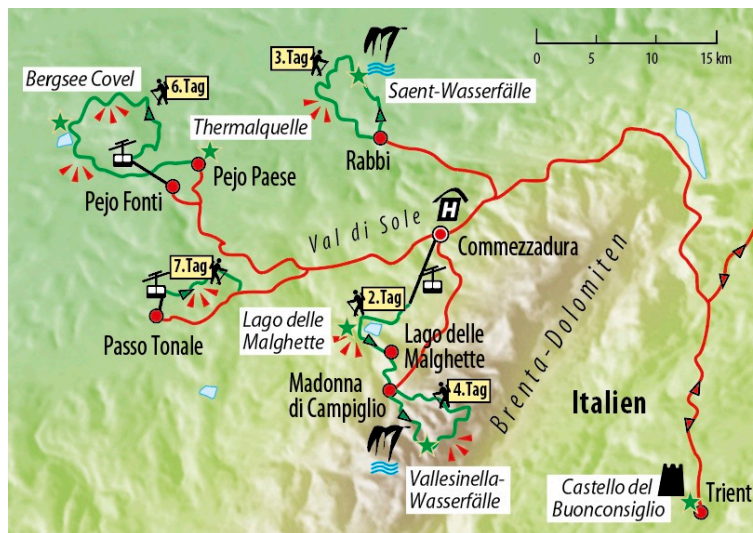 3.Tag
0 5 10 15 km
Bergsee Covel
6.Tag
Saent-Wasserfälle
Thermalquelle
Rabbi
Pejo Paese
Pejo Fonti
H
Val di Sole
Commezzadura
7.Tag
2.Tag
Lago delle
Malghette
Passo Tonale
Lago delle
Malghette
Brenta-Dolomiten
Madonna
di Campiglio
4.Tag
Italien
Vallesinella-
Wasserfälle
Castello del
Buonconsiglio
Trient